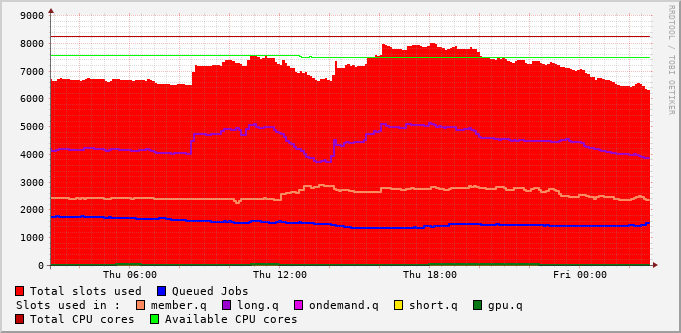 9000
8000
7000
6000
5000
4000
3000
2000
1000
0
Thu 06:00 Thu 12:00 Thu 18:00 Fri 00:00
RRDTOOL / TOBI OETIKER
Total slots used Queued Jobs
Slots used in : member.q long.q ondemand.q short.q gpu.q
Total CPU cores Available CPU cores